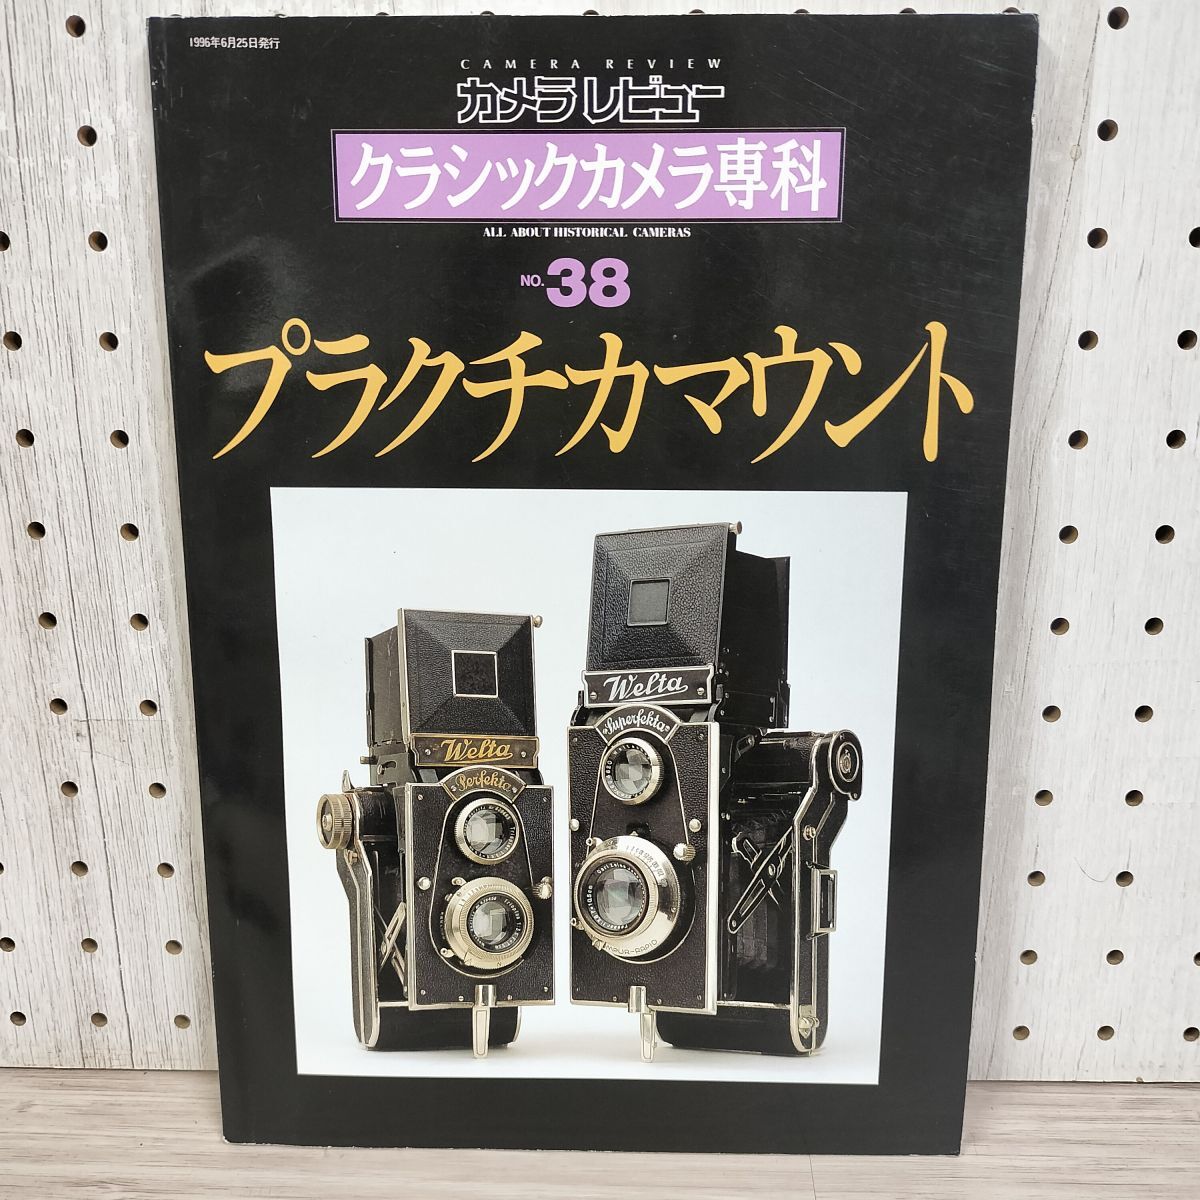 1996年6月25日発行
CAMERA REVIEW
カメラレビュー
クラシックカメラ専科
ALL ABOUT HISTORICAL CAMERAS
NO.38
プラクチカマウント
Welta
Perfekta
Welta
"Superfekta"